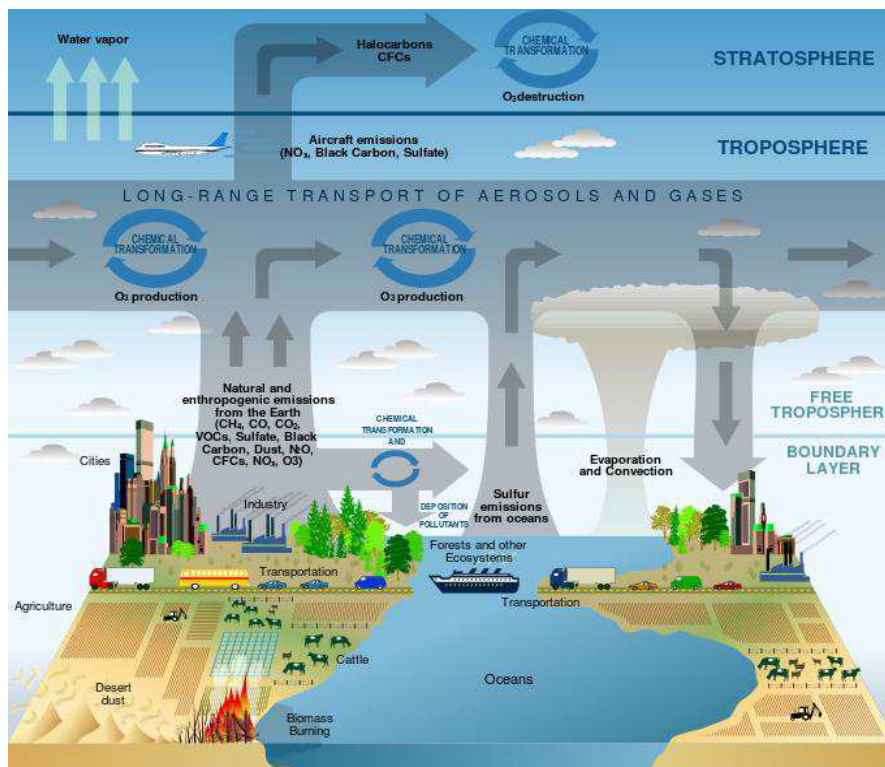 Water vapor
Halocarbons
CFCs
CHEMICAL
TRANSFORMATION
O₃ destruction
STRATOSPHERE
Aircraft emissions
(NOₓ, Black Carbon, Sulfate)
TROPOSPHERE
LONG-RANGE TRANSPORT OF AEROSOLS AND GASES
CHEMICAL
TRANSFORMATION
O₃ production
CHEMICAL
TRANSFORMATION
O₃ production
Natural and
enthropogenic emissions
from the Earth
(CH₄, CO, CO₂,
VOCs, Sulfate, Black
Carbon, Dust, N₂O,
CFCs, NOₓ, O3)
CHEMICAL
TRANSFORMATION
AND
DEPOSITION
OF
POLLUTANTS
FREE
TROPOSPHER
BOUNDARY
LAYER
Evaporation
and Convection
Sulfur
emissions
from oceans
Cities
Industry
Forests and other
Ecosystems
Transportation
Transportation
Agriculture
Cattle
Oceans
Desert
dust
Biomass
Burning